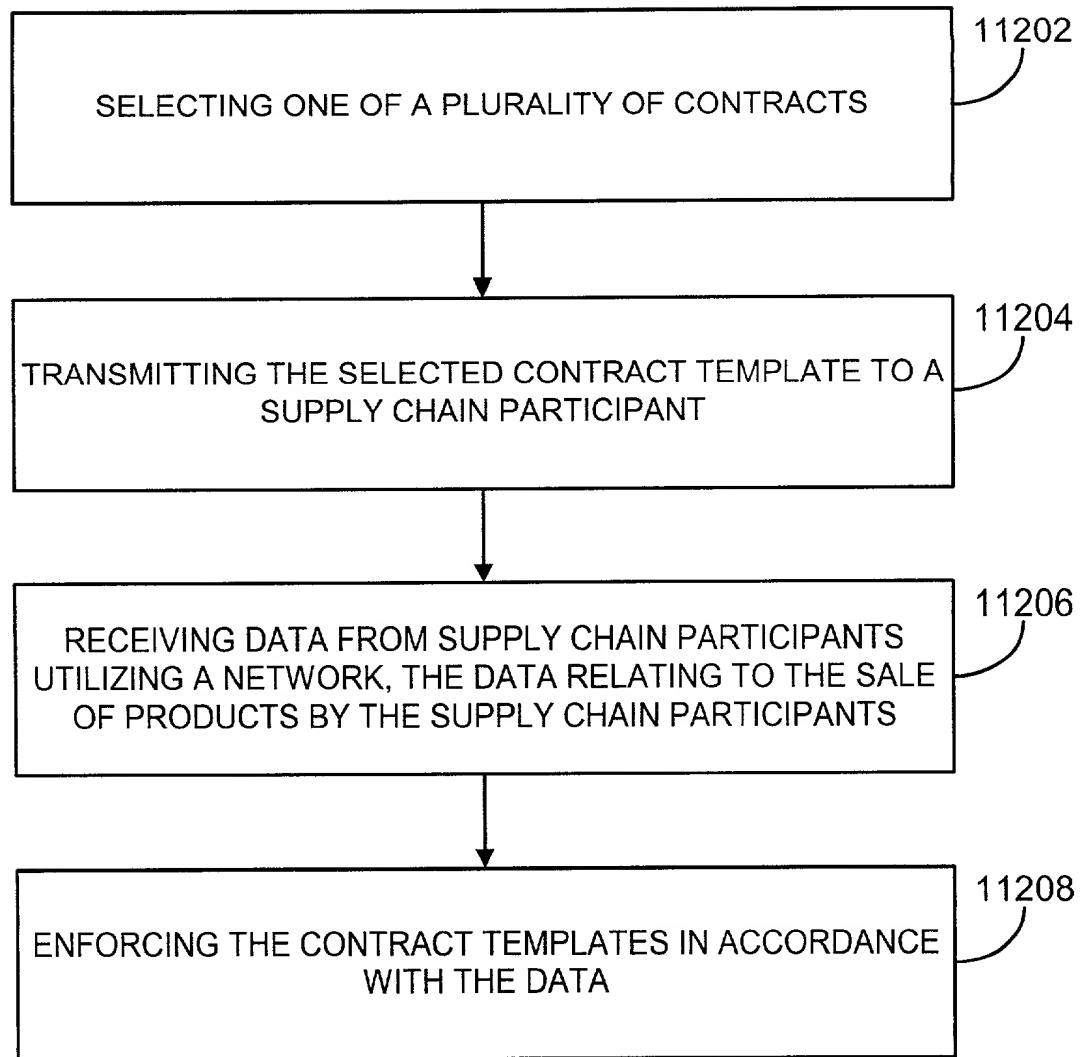 11202
SELECTING ONE OF A PLURALITY OF CONTRACTS
11204
TRANSMITTING THE SELECTED CONTRACT TEMPLATE TO A
SUPPLY CHAIN PARTICIPANT
11206
RECEIVING DATA FROM SUPPLY CHAIN PARTICIPANTS
UTILIZING A NETWORK, THE DATA RELATING TO THE SALE
OF PRODUCTS BY THE SUPPLY CHAIN PARTICIPANTS
11208
ENFORCING THE CONTRACT TEMPLATES IN ACCORDANCE
WITH THE DATA